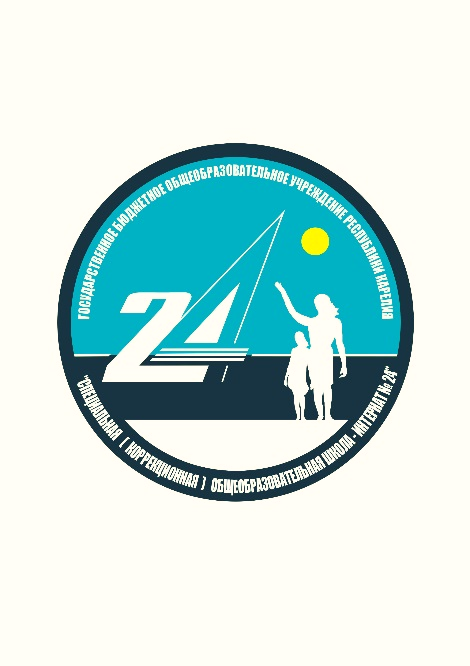 ГОСУДАРСТВЕННОЕ БЮДЖЕТНОЕ ОБЩЕОБРАЗОВАТЕЛЬНОЕ УЧРЕЖДЕНИЕ РЕСПУБЛИКИ КАРЕЛИЯ
24
"СПЕЦИАЛЬНАЯ ( КОРРЕКЦИОННАЯ ) ОБЩЕОБРАЗОВАТЕЛЬНАЯ ШКОЛА - ИНТЕРНАТ № 24"